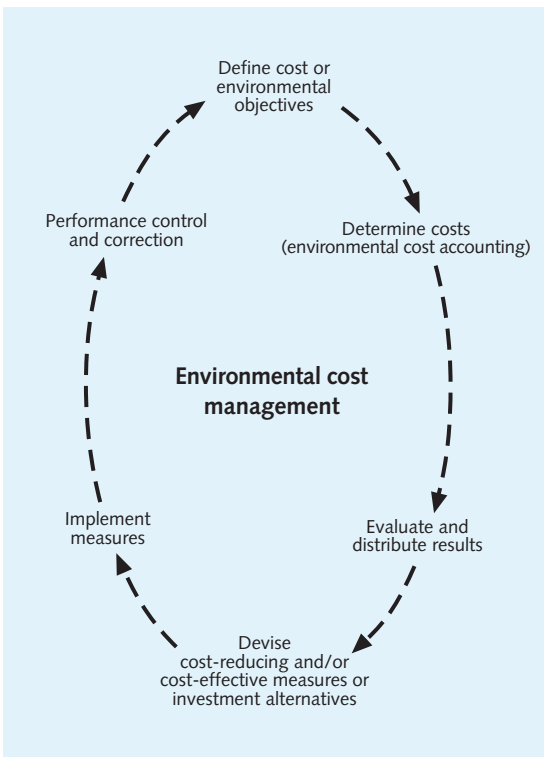 Define cost or
environmental
objectives
Determine costs
(environmental cost accounting)
Evaluate and
distribute results
Devise
cost-reducing and/or
cost-effective measures or
investment alternatives
Implement
measures
Performance control
and correction
Environmental cost
management